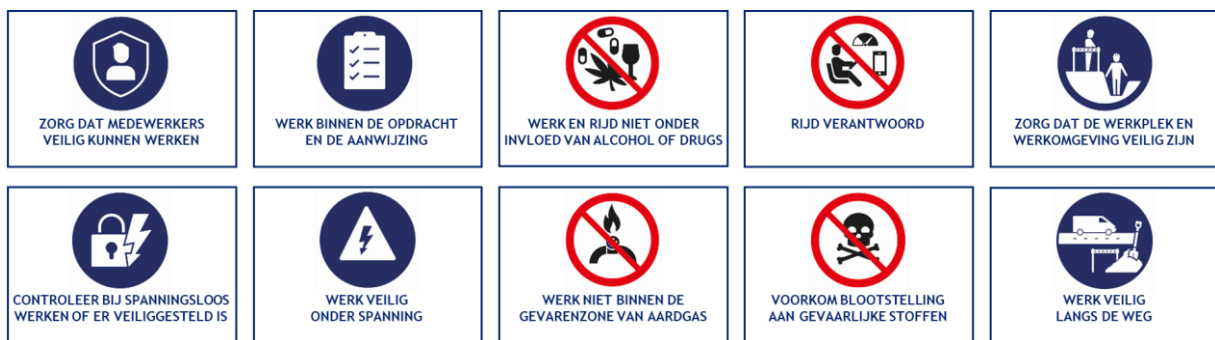 ZORG DAT MEDEWERKERS
VEILIG KUNNEN WERKEN
WERK BINNEN DE OPDRACHT
EN DE AANWIJZING
WERK EN RIJD NIET ONDER
INVLOED VAN ALCOHOL OF DRUGS
RIJD VERANTWOORD
ZORG DAT DE WERKPLEK EN
WERKOMGEVING VEILIG ZIJN
CONTROLEER BIJ SPANNINGSLOOS
WERKEN OF ER VEILIGGESTELD IS
WERK VEILIG
ONDER SPANNING
WERK NIET BINNEN DE
GEVARENZONE VAN AARDGAS
VOORKOM BLOOTSTELLING
AAN GEVAARLIJKE STOFFEN
WERK VEILIG
LANGS DE WEG